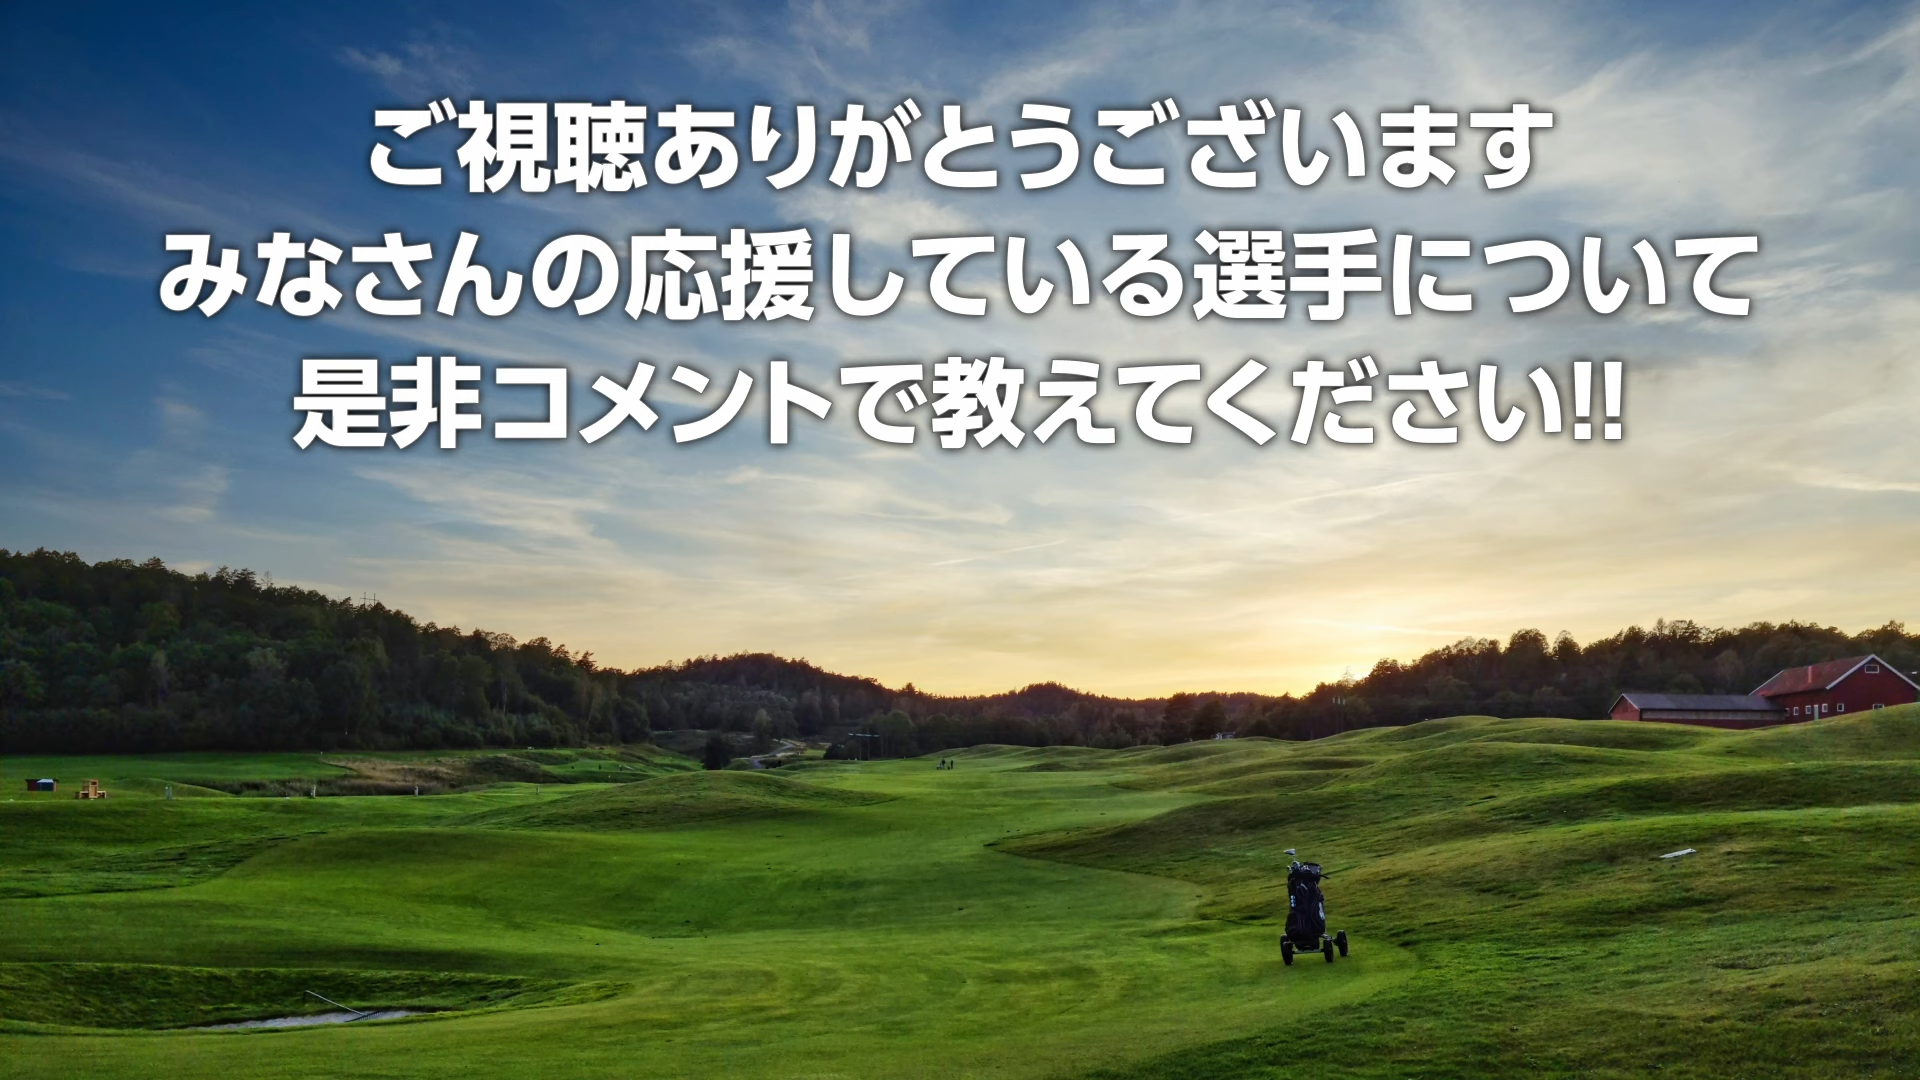 ご視聴ありがとうございます
みなさんの応援している選手について
是非コメントで教えてください!!